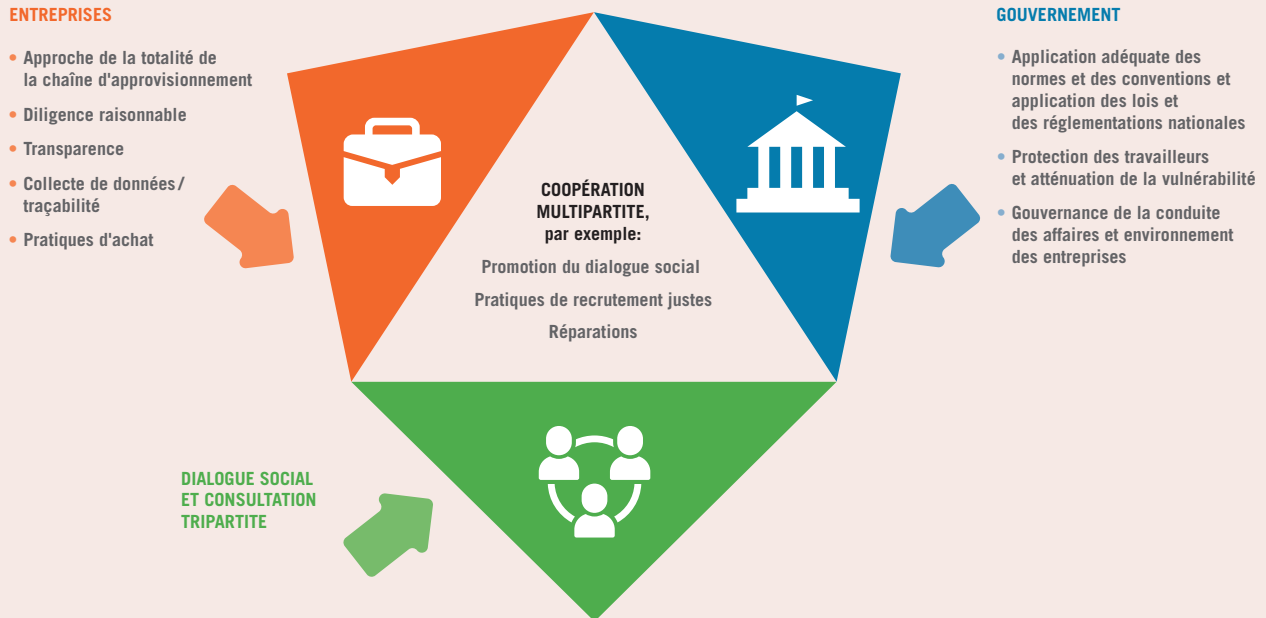 ENTREPRISES
• Approche de la totalité de
la chaîne d'approvisionnement
• Diligence raisonnable
• Transparence
• Collecte de données/
traçabilité
• Pratiques d'achat
COOPÉRATION
MULTIPARTITE,
par exemple:
Promotion du dialogue social
Pratiques de recrutement justes
Réparations
GOUVERNEMENT
• Application adéquate des
normes et des conventions et
application des lois et
des réglementations nationales
• Protection des travailleurs
et atténuation de la vulnérabilité
• Gouvernance de la conduite
des affaires et environnement
des entreprises
DIALOGUE SOCIAL
ET CONSULTATION
TRIPARTITE